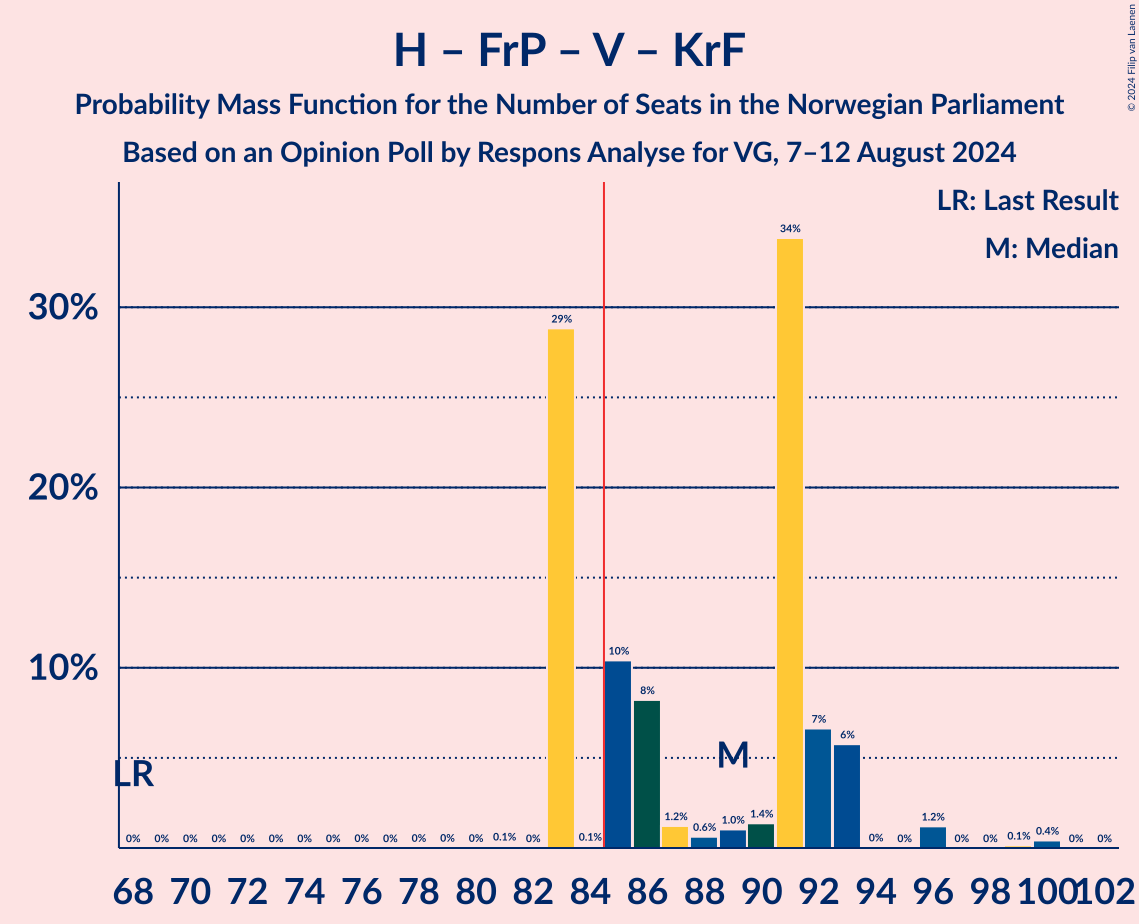 H – FrP – V – KrF
Probability Mass Function for the Number of Seats in the Norwegian Parliament
Based on an Opinion Poll by Respons Analyse for VG, 7–12 August 2024
© 2024 Filip van Laenen
LR: Last Result
M: Median
30%
20%
10%
LR
M
0% 0% 0% 0% 0% 0% 0% 0% 0% 0% 0% 0% 0% 0.1% 0% 29% 0.1% 10% 8% 1.2% 0.6% 1.0% 1.4% 34% 7% 6% 0% 0% 1.2% 0% 0% 0.1% 0.4% 0% 0%
68 70 72 74 76 78 80 82 84 86 88 90 92 94 96 98 100 102